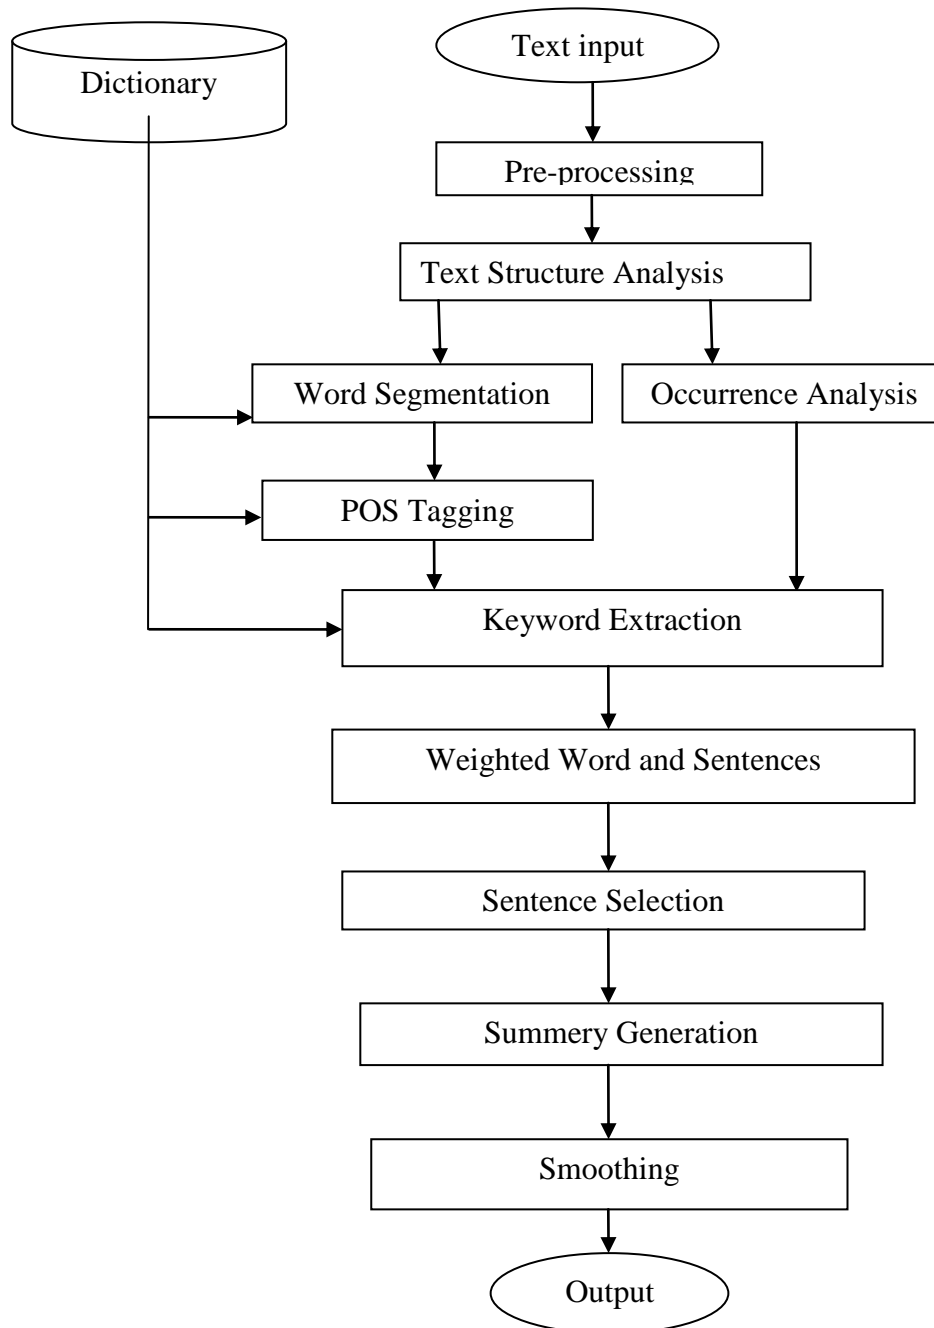 Text input
Dictionary
Pre-processing
Text Structure Analysis
Word Segmentation
Occurrence Analysis
POS Tagging
Keyword Extraction
Weighted Word and Sentences
Sentence Selection
Summery Generation
Smoothing
Output